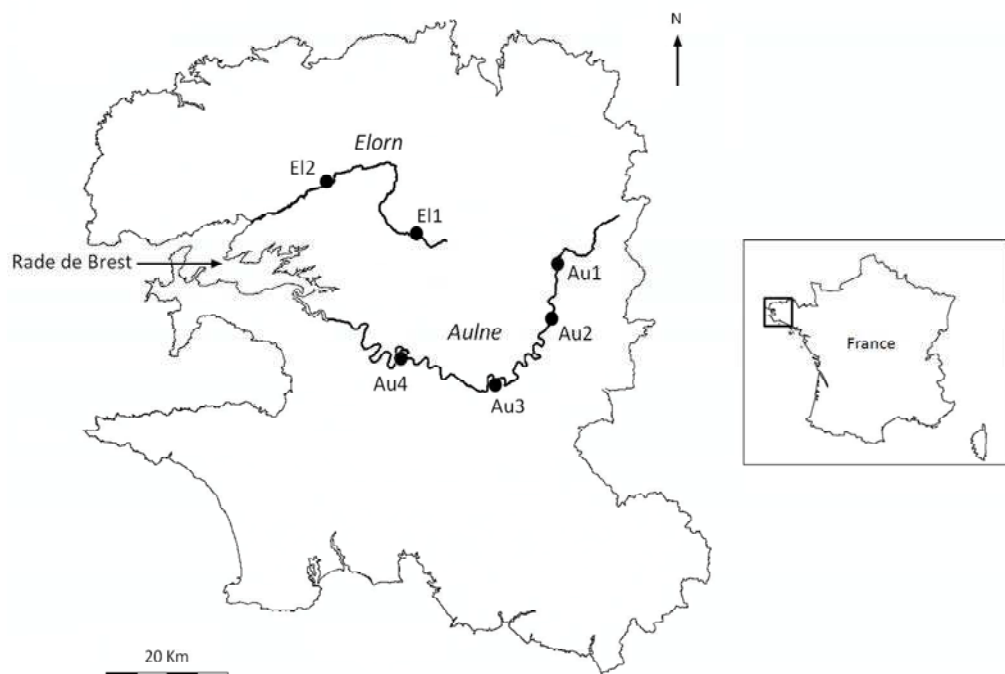 N
Elorn
El2
El1
Rade de Brest
Au1
Au2
Aulne
Au4
Au3
France
20 Km